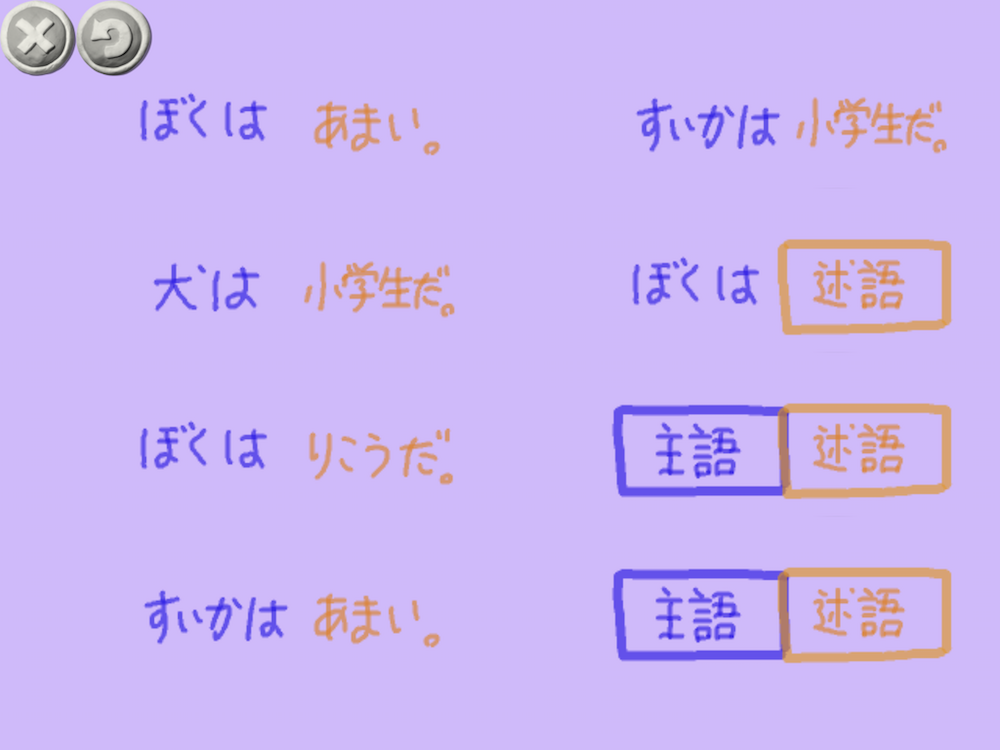 ぼくは あまい。
犬は 小学生だ。
ぼくは りこうだ。
すいかは あまい。
すいかは 小学生だ。
ぼくは 述語
主語 述語
主語 述語